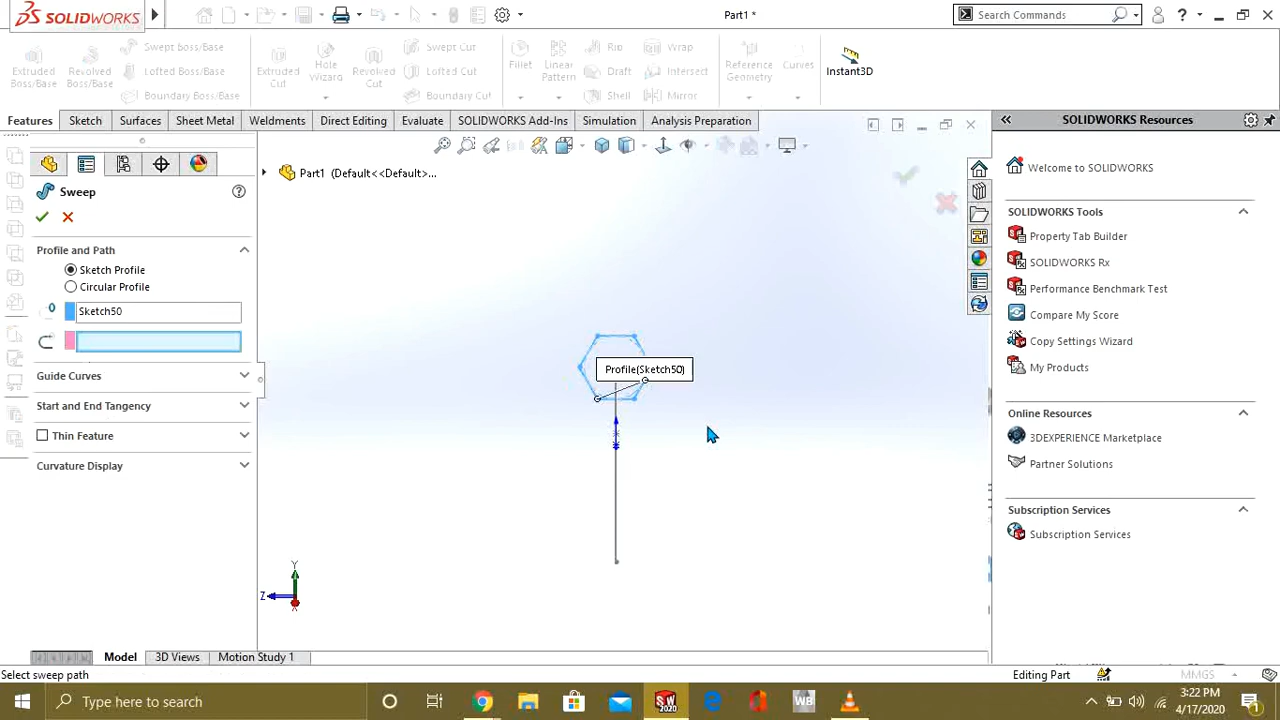 SOLIDWORKS
Part1 *
Search Commands
Extruded Boss/Base
Revolved Boss/Base
Swept Boss/Base
Lofted Boss/Base
Boundary Boss/Base
Extruded Cut
Hole Wizard
Revolved Cut
Swept Cut
Lofted Cut
Boundary Cut
Fillet
Linear Pattern
Rib
Draft
Shell
Wrap
Intersect
Mirror
Reference Geometry
Curves
Instant3D
Features
Sketch
Surfaces
Sheet Metal
Weldments
Direct Editing
Evaluate
SOLIDWORKS Add-Ins
Simulation
Analysis Preparation
SOLIDWORKS Resources
Sweep
Part1 (Default<<Default>...
Profile and Path
Sketch Profile
Circular Profile
Sketch50
Guide Curves
Start and End Tangency
Thin Feature
Curvature Display
Profile(Sketch50)
Y
Z
Welcome to SOLIDWORKS
SOLIDWORKS Tools
Property Tab Builder
SOLIDWORKS Rx
Performance Benchmark Test
Compare My Score
Copy Settings Wizard
My Products
Online Resources
3DEXPERIENCE Marketplace
Partner Solutions
Subscription Services
Subscription Services
Model
3D Views
Motion Study 1
Select sweep path
Editing Part
MMGS
Type here to search
SW
2020
WB
3:22 PM
4/17/2020